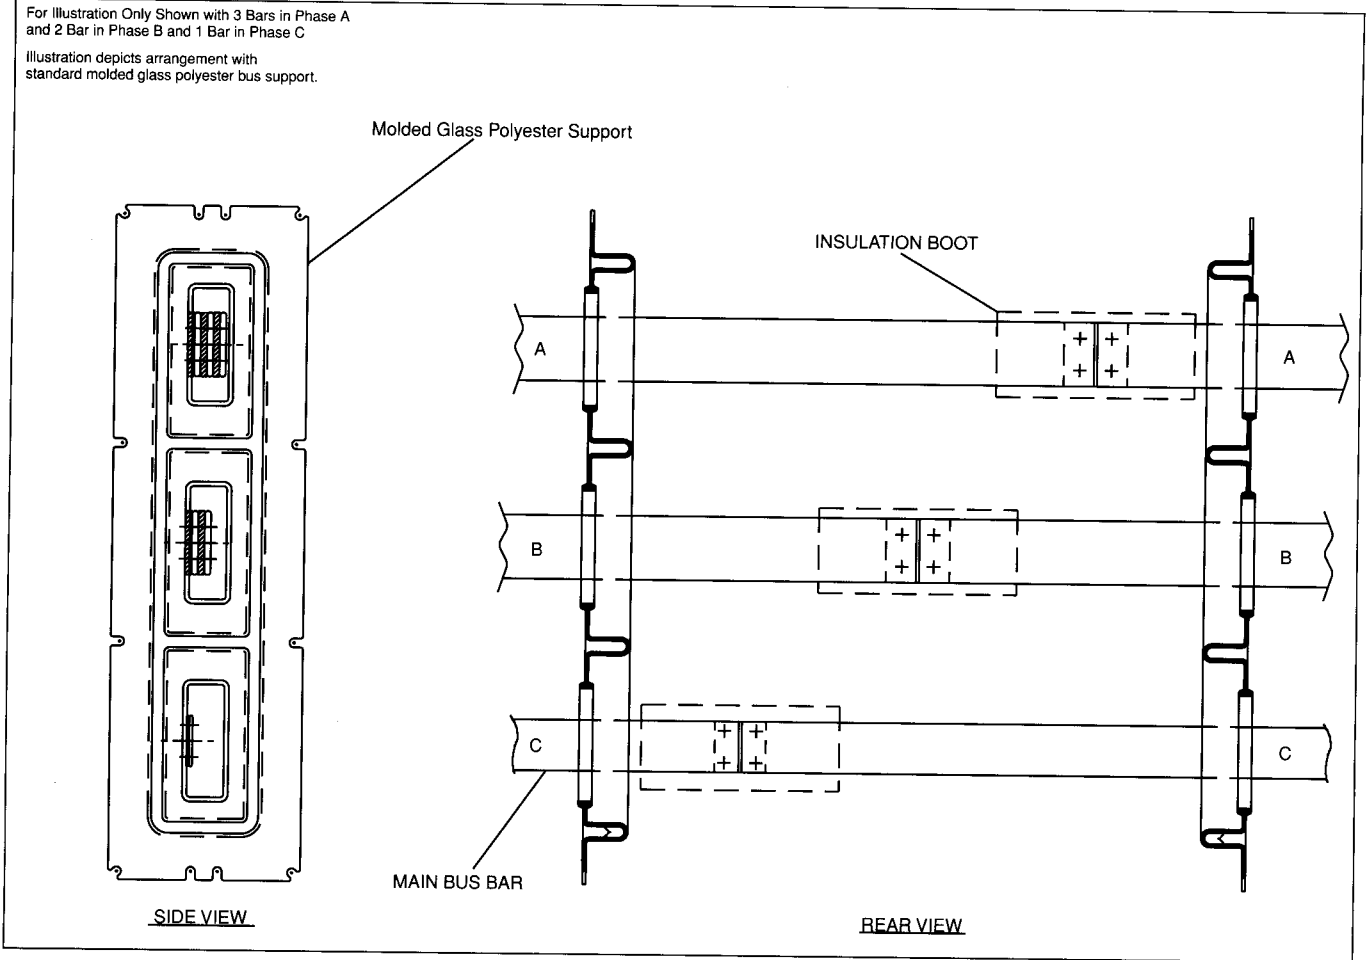 For Illustration Only Shown with 3 Bars in Phase A
and 2 Bar in Phase B and 1 Bar in Phase C
Illustration depicts arrangement with
standard molded glass polyester bus support.
Molded Glass Polyester Support
INSULATION BOOT
A
A
B
B
C
C
MAIN BUS BAR
SIDE VIEW
REAR VIEW